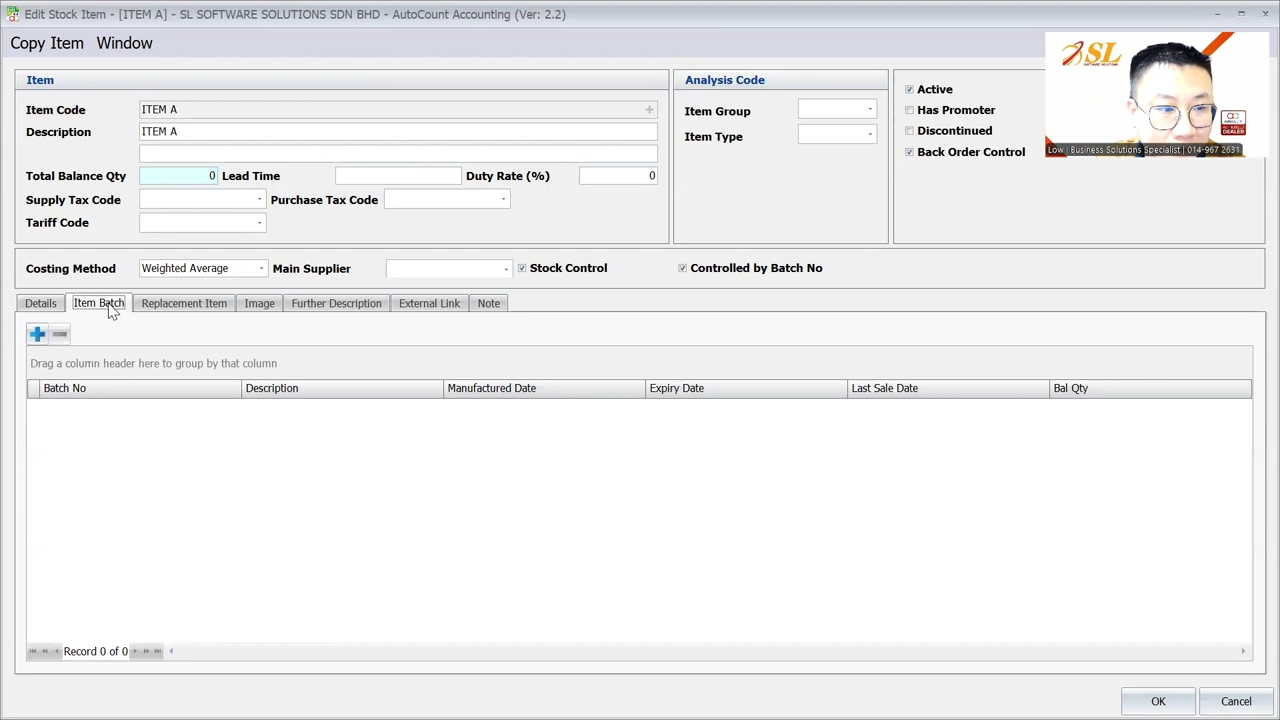 Edit Stock Item - [ITEM A] - SL SOFTWARE SOLUTIONS SDN BHD - AutoCount Accounting (Ver: 2.2)
Copy Item Window
Item
Item Code ITEM A
Description ITEM A
Total Balance Qty 0 Lead Time Duty Rate (%) 0
Supply Tax Code Purchase Tax Code
Tariff Code
Analysis Code
Item Group
Item Type
Active
Has Promoter
Discontinued
Back Order Control
SL
SOFTWARE SOLUTIONS
Low | Business Solutions Specialist | 014-967 2631
DEALER
Costing Method Weighted Average Main Supplier Stock Control Controlled by Batch No
Details Item Batch Replacement Item Image Further Description External Link Note
Drag a column header here to group by that column
Batch No Description Manufactured Date Expiry Date Last Sale Date Bal Qty
Record 0 of 0
OK Cancel